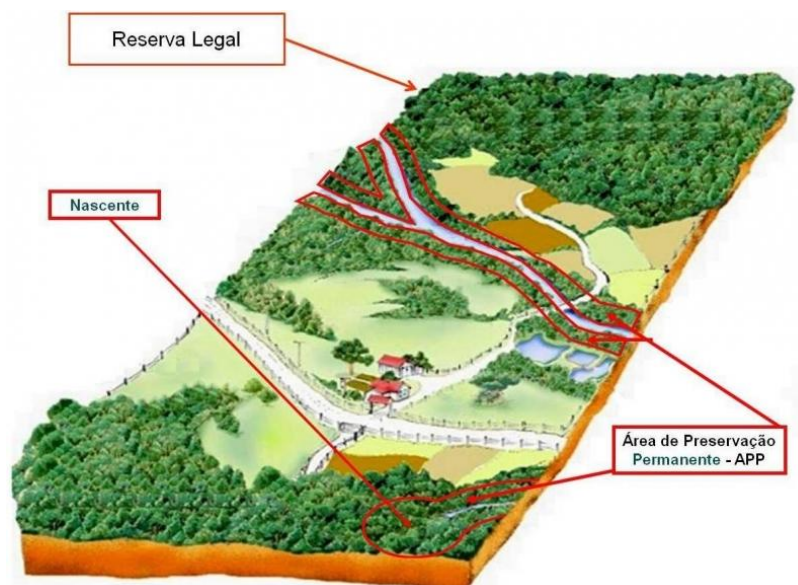 Reserva Legal
Nascente
Área de Preservação
Permanente - APP